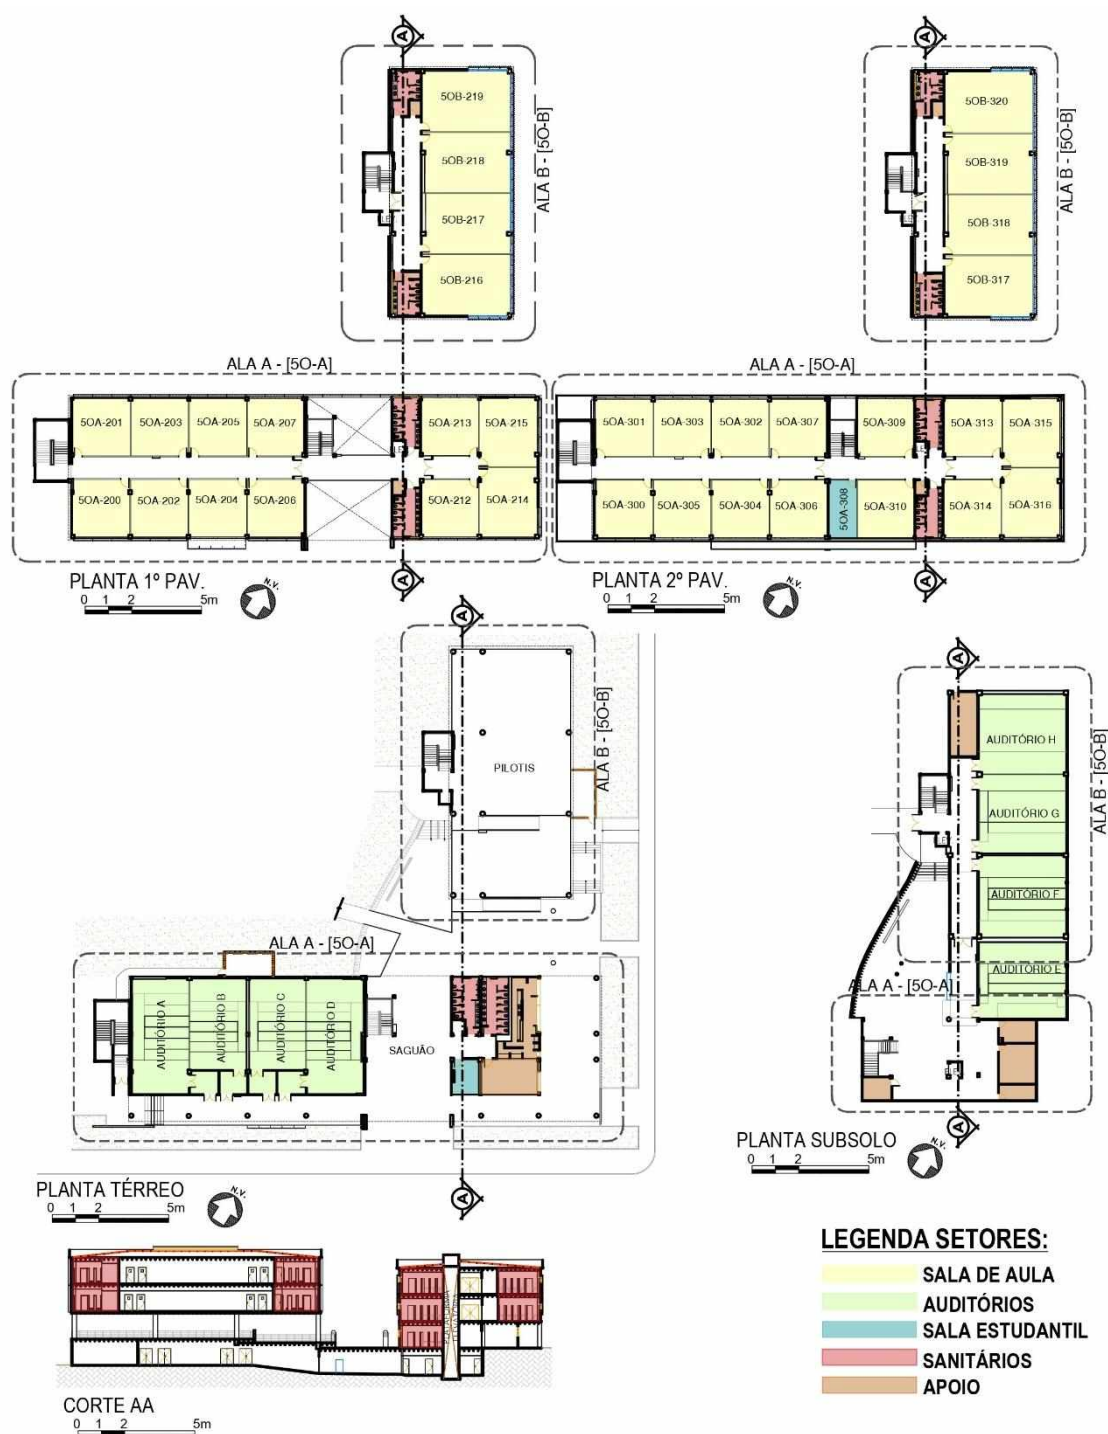 A
A
5OB-219
5OB-218
5OB-217
5OB-216
ALA B - [5O-B]
5OB-320
5OB-319
5OB-318
5OB-317
ALA B - [5O-B]
ALA A - [5O-A]
5OA-201
5OA-203
5OA-205
5OA-207
5OA-213
5OA-215
5OA-200
5OA-202
5OA-204
5OA-206
5OA-212
5OA-214
A
PLANTA 1º PAV.
N.V.
0 1 2 5m
ALA A - [5O-A]
5OA-301
5OA-303
5OA-302
5OA-307
5OA-309
5OA-313
5OA-315
5OA-300
5OA-305
5OA-304
5OA-306
5OA-308
5OA-310
5OA-314
5OA-316
A
PLANTA 2º PAV.
N.V.
0 1 2 5m
A
PILOTIS
ALA B - [5O-B]
ALA A - [5O-A]
AUDITÓRIO A
AUDITÓRIO B
AUDITÓRIO C
AUDITÓRIO D
SAGUÃO
A
PLANTA TÉRREO
N.V.
0 1 2 5m
A
AUDITÓRIO H
AUDITÓRIO G
AUDITÓRIO F
AUDITÓRIO E
ALA B - [5O-B]
ALA A - [5O-A]
A
PLANTA SUBSOLO
N.V.
0 1 2 5m
PLATAFORMA
ELEVATÓRIA
CORTE AA
0 1 2 5m
LEGENDA SETORES:
SALA DE AULA
AUDITÓRIOS
SALA ESTUDANTIL
SANITÁRIOS
APOIO